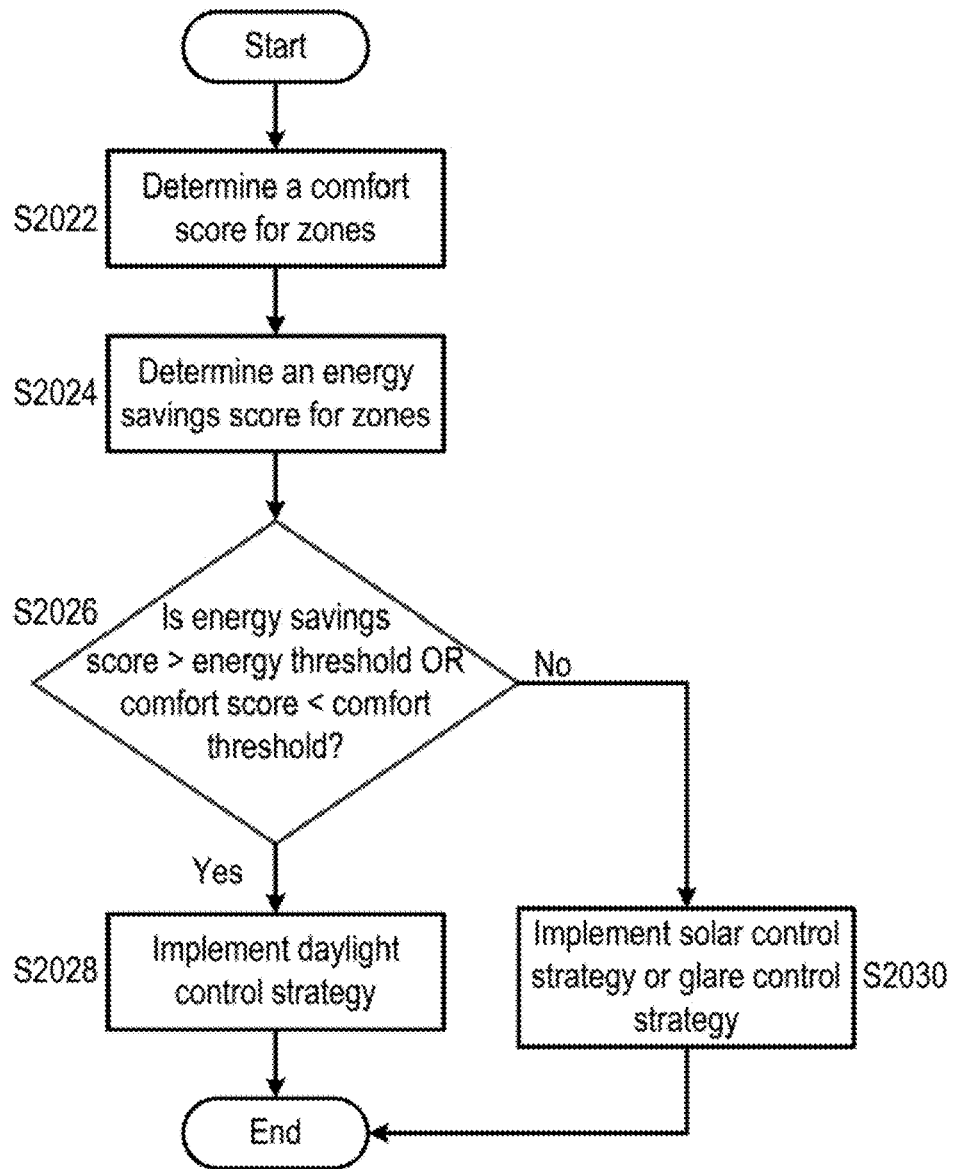 Start
S2022
Determine a comfort
score for zones
S2024
Determine an energy
savings score for zones
S2026
Is energy savings
score > energy threshold OR
comfort score < comfort
threshold?
No
Yes
S2028
Implement daylight
control strategy
Implement solar control
strategy or glare control
strategy
S2030
End